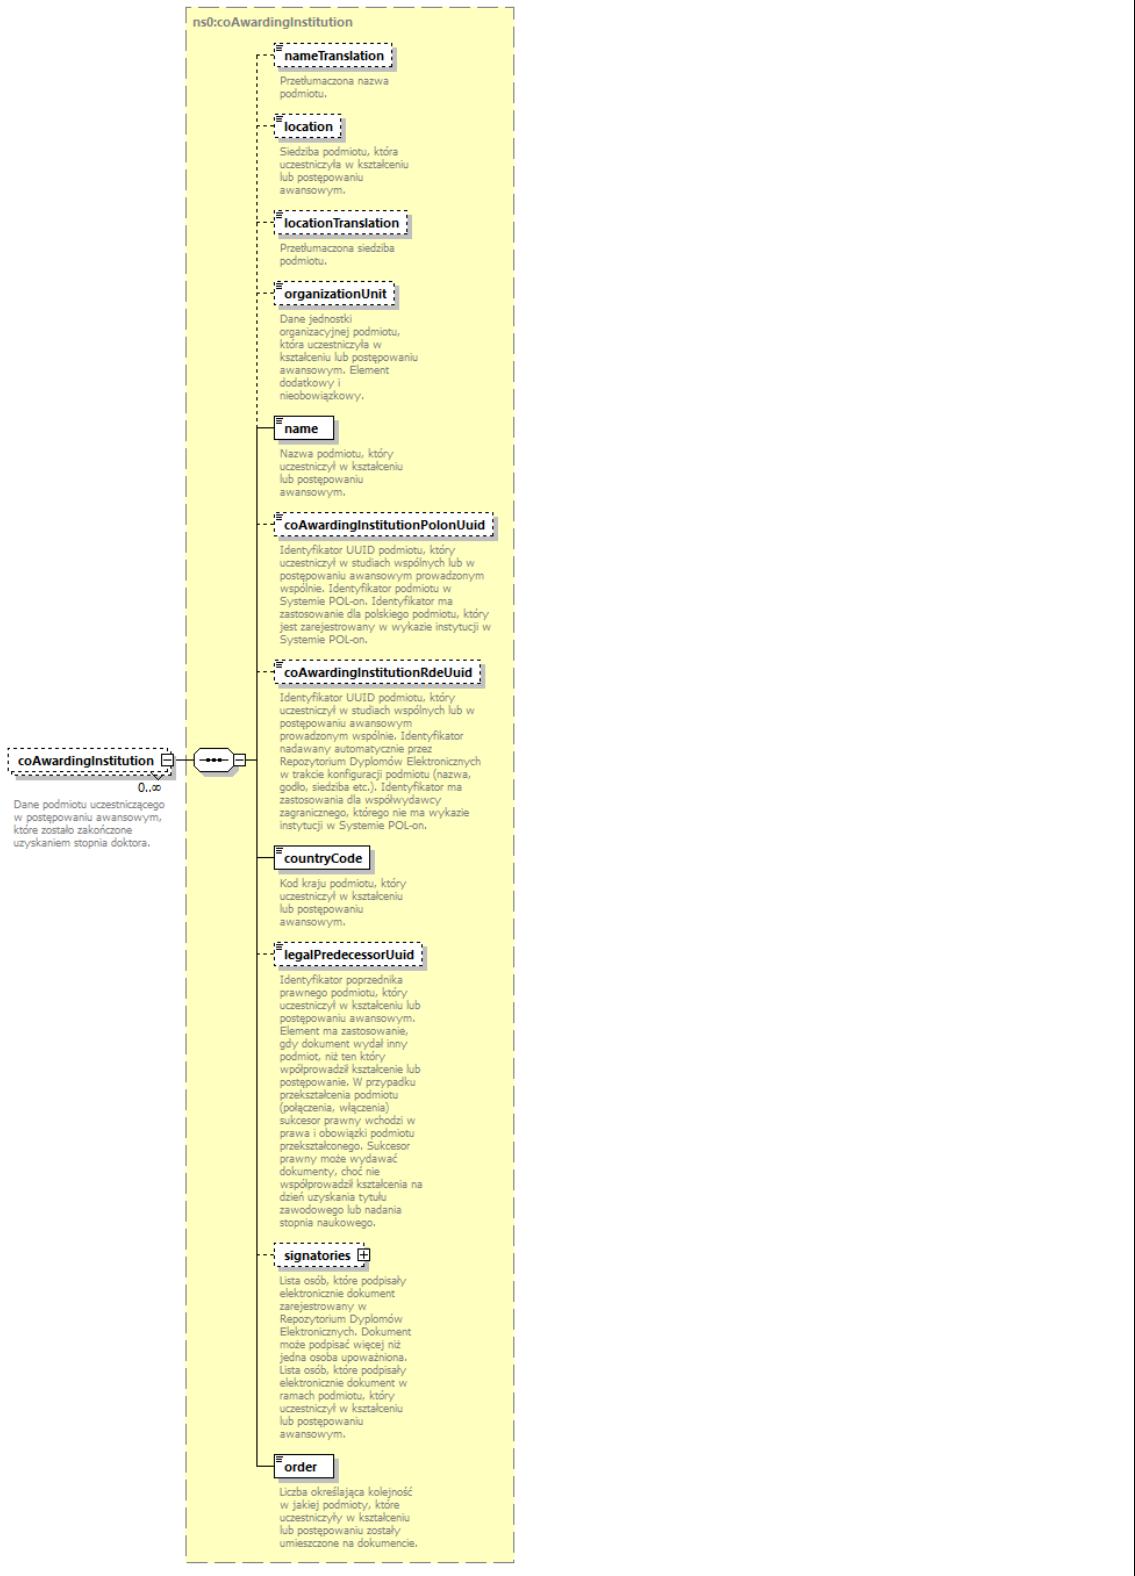 ns0:coAwardingInstitution
nameTranslation
Przetłumaczona nazwa
podmiotu.
location
Siedziba podmiotu, która
uczestniczyła w kształceniu
lub postępowaniu
awansowym.
locationTranslation
Przetłumaczona siedziba
podmiotu.
organizationUnit
Dane jednostki
organizacyjnej podmiotu,
która uczestniczyła w
kształceniu lub postępowaniu
awansowym. Element
dodatkowy i
nieobowiązkowy.
name
Nazwa podmiotu, który
uczestniczył w kształceniu
lub postępowaniu
awansowym.
coAwardingInstitutionPolonUuid
Identyfikator UUID podmiotu, który
uczestniczył w studiach wspólnych lub w
postępowaniu awansowym prowadzonym
wspólnie. Identyfikator podmiotu w
Systemie POL-on. Identyfikator ma
zastosowanie dla polskiego podmiotu, który
jest zarejestrowany w wykazie instytucji w
Systemie POL-on.
coAwardingInstitutionRdeUuid
Identyfikator UUID podmiotu, który
uczestniczył w studiach wspólnych lub w
postępowaniu awansowym
prowadzonym wspólnie. Identyfikator
nadawany automatycznie przez
Repozytorium Dyplomów Elektronicznych
w trakcie konfiguracji podmiotu (nazwa,
godło, siedziba etc.). Identyfikator ma
zastosowania dla współwydawcy
zagranicznego, którego nie ma wykazie
instytucji w Systemie POL-on.
coAwardingInstitution
0..∞
Dane podmiotu uczestniczącego
w postępowaniu awansowym,
które zostało zakończone
uzyskaniem stopnia doktora.
countryCode
Kod kraju podmiotu, który
uczestniczył w kształceniu
lub postępowaniu
awansowym.
legalPredecessorUuid
Identyfikator poprzednika
prawnego podmiotu, który
uczestniczył w kształceniu lub
postępowaniu awansowym.
Element ma zastosowanie,
gdy dokument wydał inny
podmiot, niż ten który
wpółprowadził kształcenie lub
postępowanie. W przypadku
przekształcenia podmiotu
(połączenia, włączenia)
sukcesor prawny wchodzi w
prawa i obowiązki podmiotu
przekształconego. Sukcesor
prawny może wydawać
dokumenty, choć nie
współprowadził kształcenia na
dzień uzyskania tytułu
zawodowego lub nadania
stopnia naukowego.
signatories
Lista osób, które podpisały
elektronicznie dokument
zarejestrowany w
Repozytorium Dyplomów
Elektronicznych. Dokument
może podpisać więcej niż
jedna osoba upoważniona.
Lista osób, które podpisały
elektronicznie dokument w
ramach podmiotu, który
uczestniczył w kształceniu
lub postępowaniu
awansowym.
order
Liczba określająca kolejność
w jakiej podmioty, które
uczestniczyły w kształceniu
lub postępowaniu zostały
umieszczone na dokumencie.